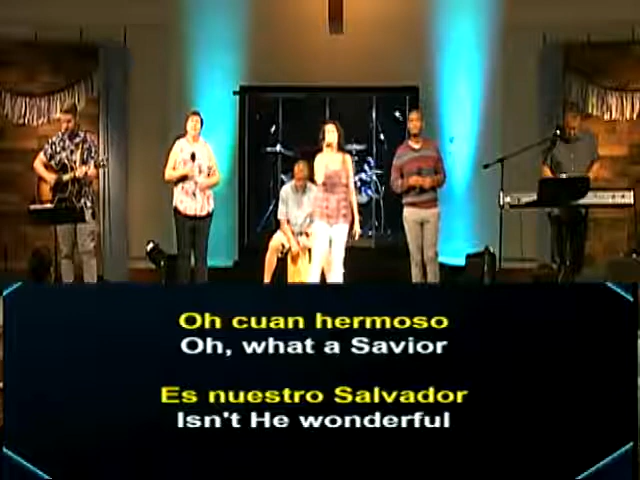 Oh cuan hermoso
Oh, what a Savior
Es nuestro Salvador
Isn't He wonderful